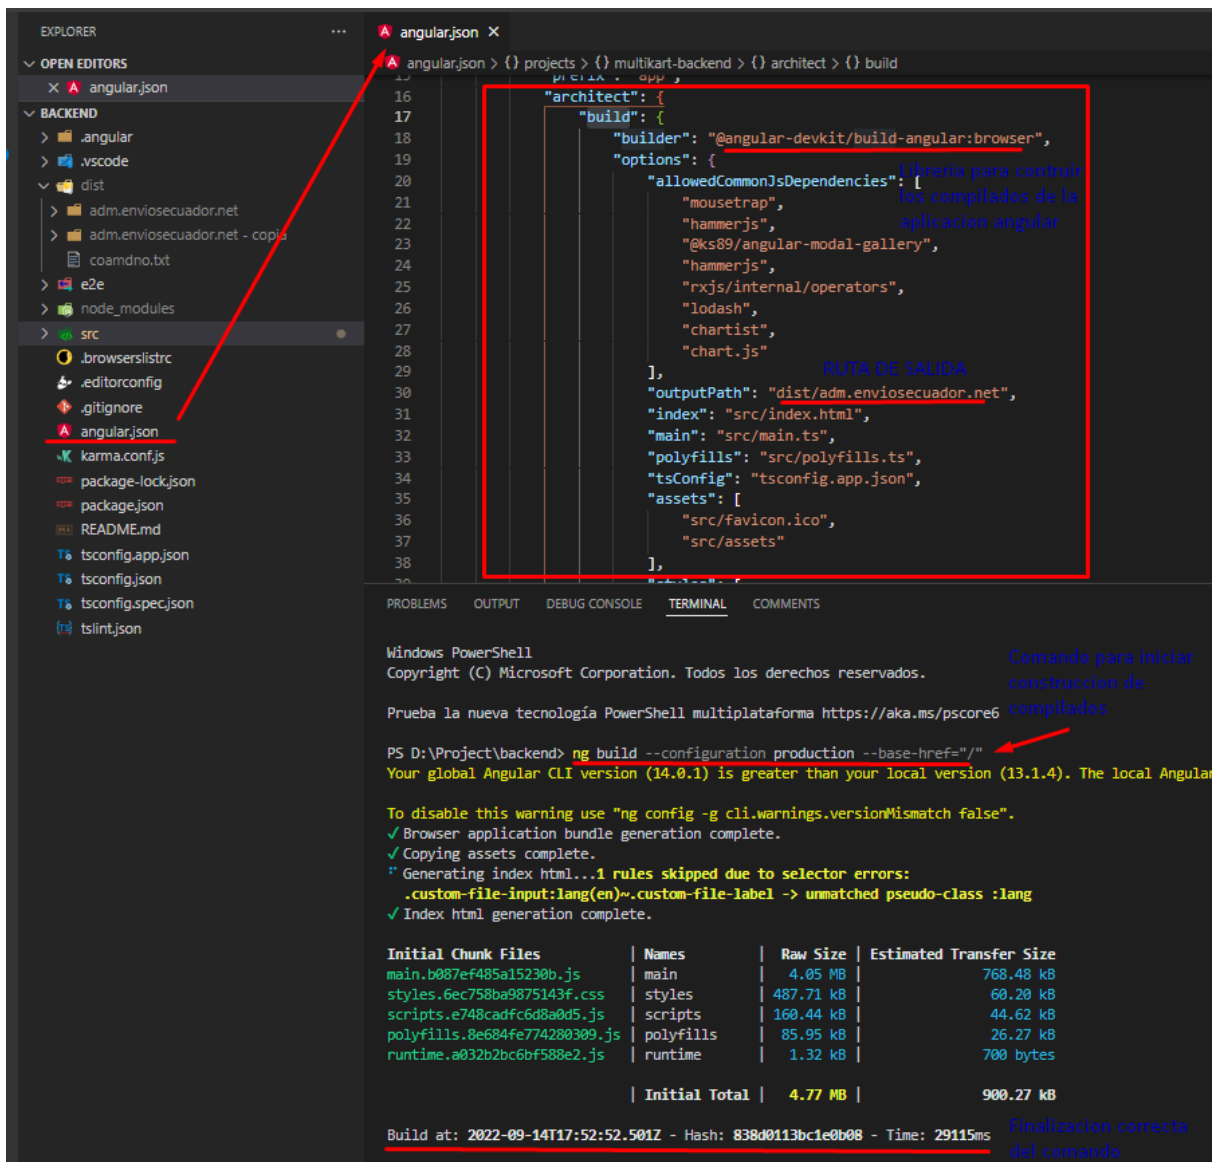 EXPLORER
OPEN EDITORS
angular.json
BACKEND
.angular
.vscode
dist
adm.enviosecuador.net
adm.enviosecuador.net - copia
coamdno.txt
e2e
node_modules
src
.browserslistrc
.editorconfig
.gitignore
angular.json
karma.conf.js
package-lock.json
package.json
README.md
tsconfig.app.json
tsconfig.json
tsconfig.spec.json
tslint.json
angular.json
angular.json > {} projects > {} multikart-backend > {} architect > {} build
15 "prefix": "app",
16 "architect": {
17 "build": {
18 "builder": "@angular-devkit/build-angular:browser",
19 "options": {
20 "allowedCommonJsDependencies": [
21 "mousetrap",
22 "hammerjs",
23 "@ks89/angular-modal-gallery",
24 "hammerjs",
25 "rxjs/internal/operators",
26 "lodash",
27 "chartist",
28 "chart.js"
29 ],
30 "outputPath": "dist/adm.enviosecuador.net",
31 "index": "src/index.html",
32 "main": "src/main.ts",
33 "polyfills": "src/polyfills.ts",
34 "tsConfig": "tsconfig.app.json",
35 "assets": [
36 "src/favicon.ico",
37 "src/assets"
38 ],
39 "styles": [
Libreria para contruir
los compilados de la
aplicacion angular
RUTA DE SALIDA
PROBLEMS OUTPUT DEBUG CONSOLE TERMINAL COMMENTS
Windows PowerShell
Copyright (C) Microsoft Corporation. Todos los derechos reservados.
Prueba la nueva tecnología PowerShell multiplataforma https://aka.ms/pscore6
Comando para iniciar
construccion de
compilados
PS D:\Project\backend> ng build --configuration production --base-href="/"
Your global Angular CLI version (14.0.1) is greater than your local version (13.1.4). The local Angular
To disable this warning use "ng config -g cli.warnings.versionMismatch false".
✓ Browser application bundle generation complete.
✓ Copying assets complete.
Generating index html...1 rules skipped due to selector errors:
.custom-file-input:lang(en)~.custom-file-label -> unmatched pseudo-class :lang
✓ Index html generation complete.
Initial Chunk Files | Names | Raw Size | Estimated Transfer Size
main.b087ef485a15230b.js | main | 4.05 MB | 768.48 kB
styles.6ec758ba9875143f.css | styles | 487.71 kB | 60.20 kB
scripts.e748cadfc6d8a0d5.js | scripts | 160.44 kB | 44.62 kB
polyfills.8e684fe774280309.js | polyfills | 85.95 kB | 26.27 kB
runtime.a032b2bc6bf588e2.js | runtime | 1.32 kB | 700 bytes
| Initial Total | 4.77 MB | 900.27 kB
Build at: 2022-09-14T17:52:52.501Z - Hash: 838d0113bc1e0b08 - Time: 29115ms
Finalizacion correcta
del comando